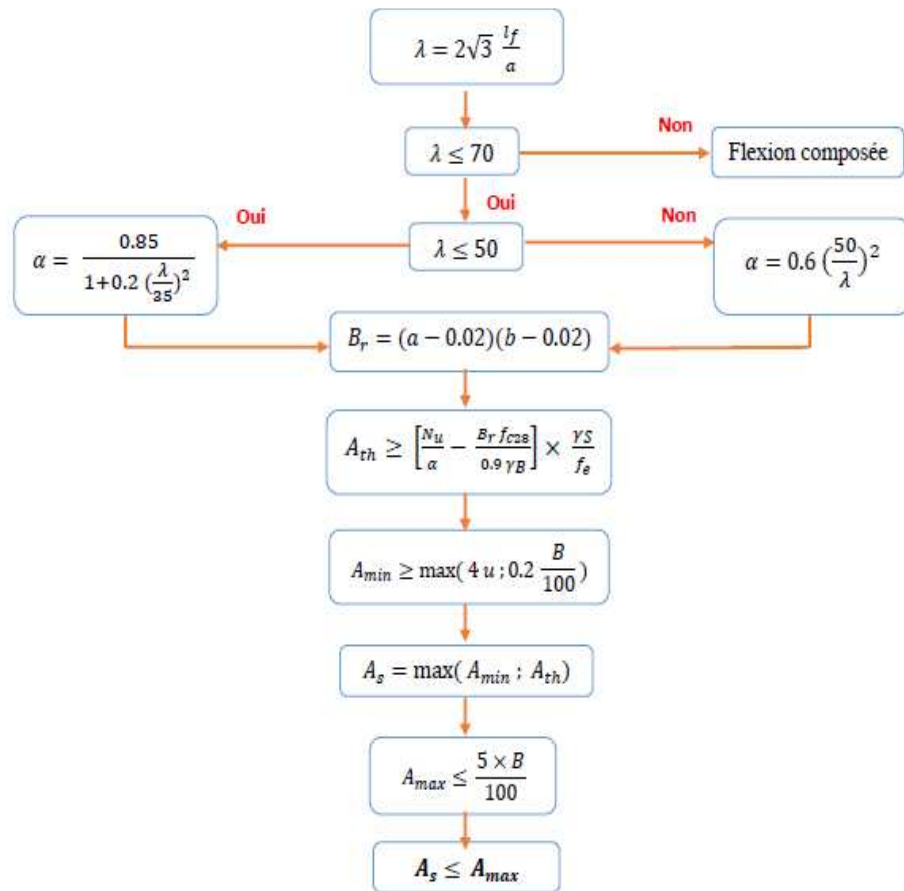 λ = 2√3 l_f / a
Non
λ ≤ 70
Flexion composée
Oui
Oui
Non
α = 0.85 / (1+0.2 (λ/35)²)
λ ≤ 50
α = 0.6 (50/λ)²
B_r = (a − 0.02)(b − 0.02)
A_th ≥ [N_u/α − B_r f_c28 / 0.9 γ_B] × γ_S / f_e
A_min ≥ max( 4 u ; 0.2 B/100 )
A_s = max( A_min ; A_th)
A_max ≤ 5 × B / 100
A_s ≤ A_max